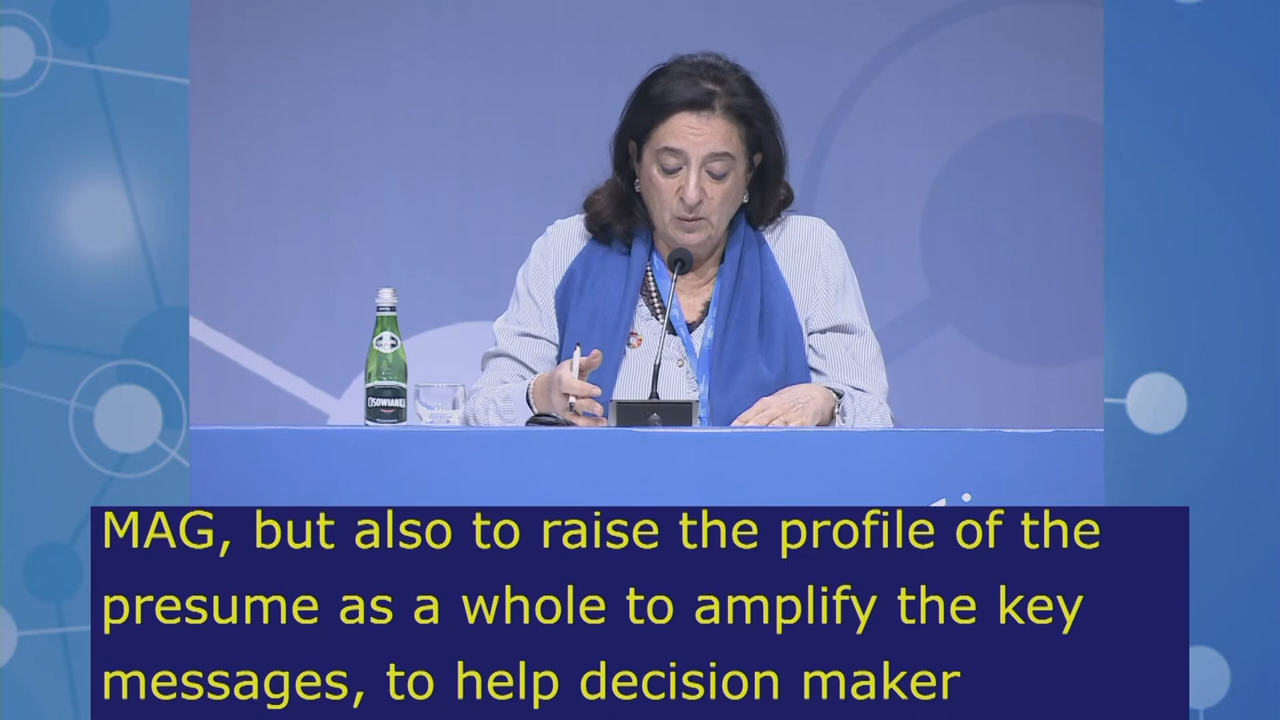 CISOWIANKA
MAG, but also to raise the profile of the
presume as a whole to amplify the key
messages, to help decision maker